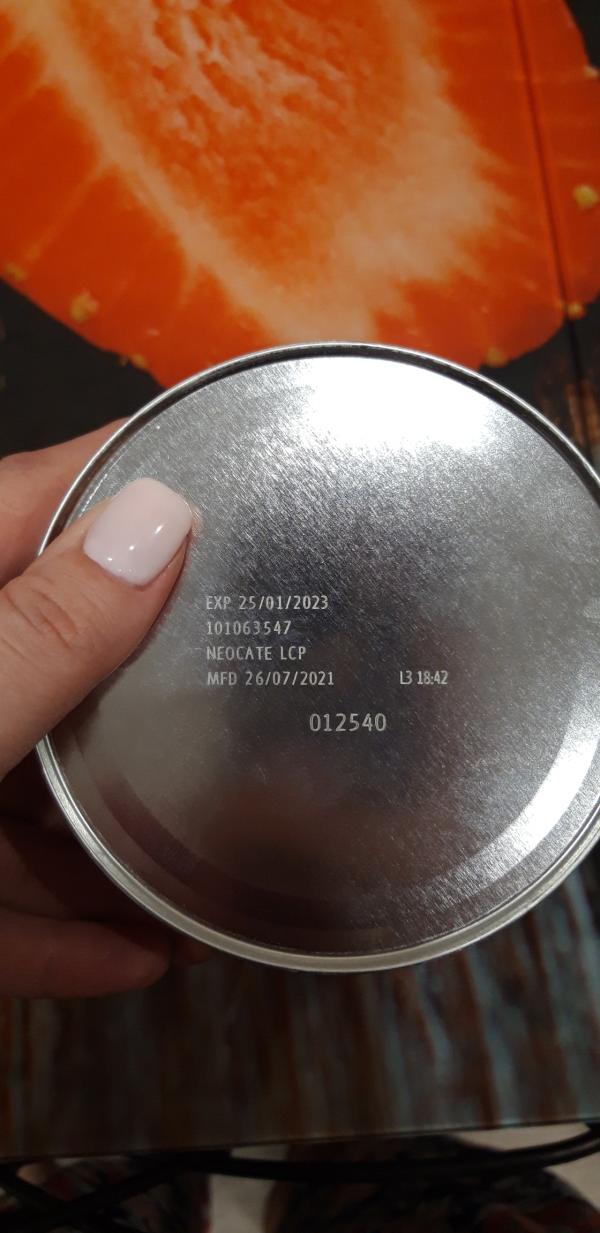 EXP 25/01/2023
101063547
NEOCATE LCP
MFD 26/07/2021 L3 18:42
012540